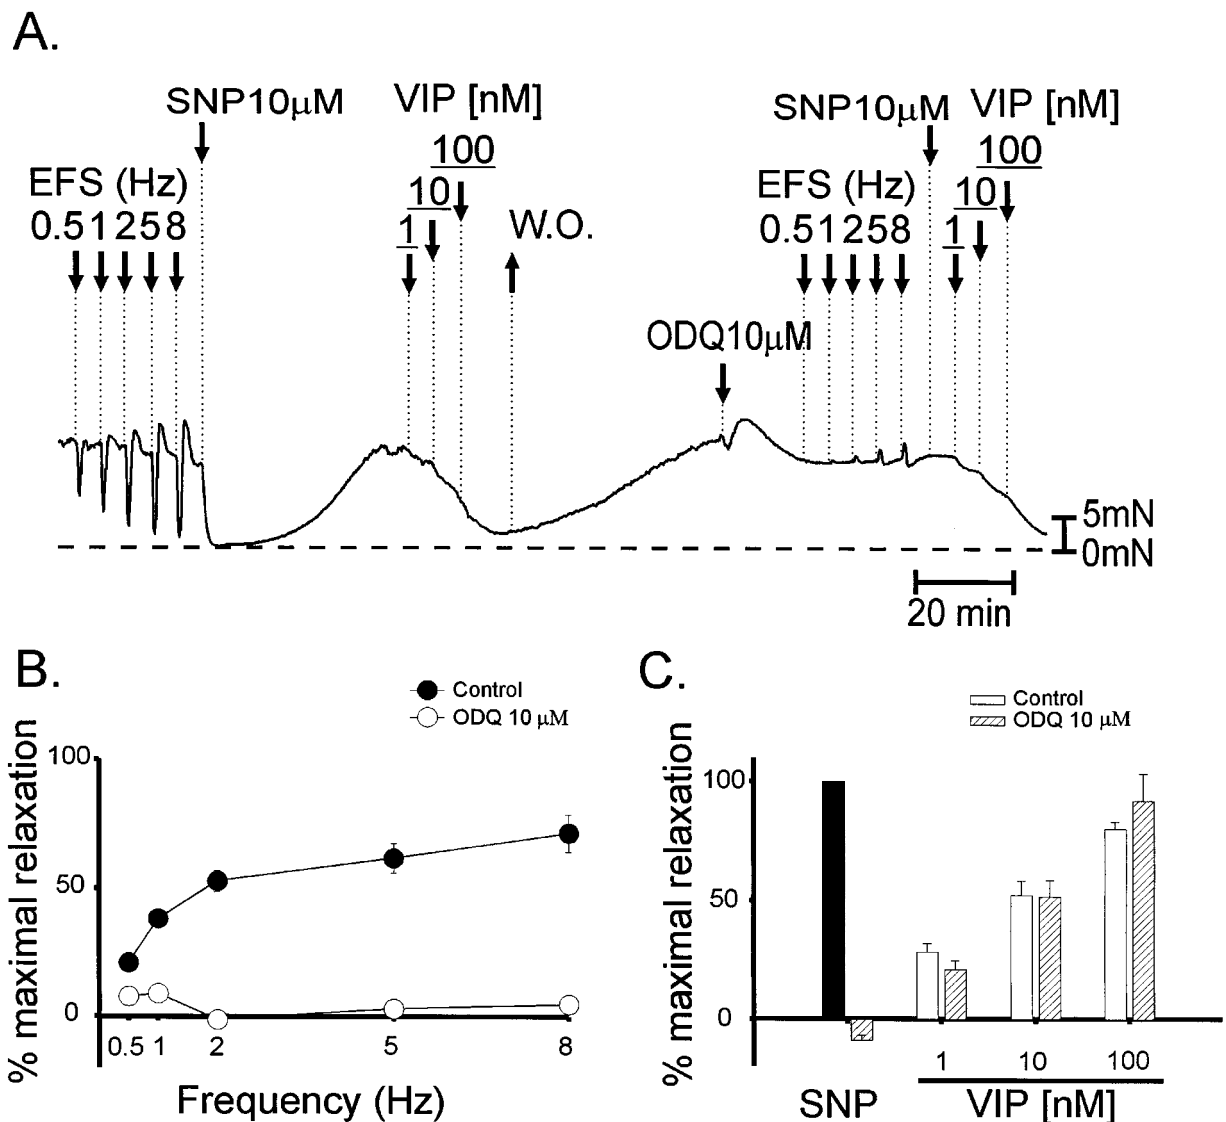 A.
SNP10μM
VIP [nM]
100
10
1
EFS (Hz)
0.5 1 2 5 8
W.O.
ODQ10μM
SNP10μM
VIP [nM]
100
10
1
EFS (Hz)
0.5 1 2 5 8
5mN
0mN
20 min
B.
Control
ODQ 10 μM
% maximal relaxation
100
50
0
0.5 1 2 5 8
Frequency (Hz)
C.
Control
ODQ 10 μM
% maximal relaxation
100
50
0
1 10 100
SNP VIP [nM]